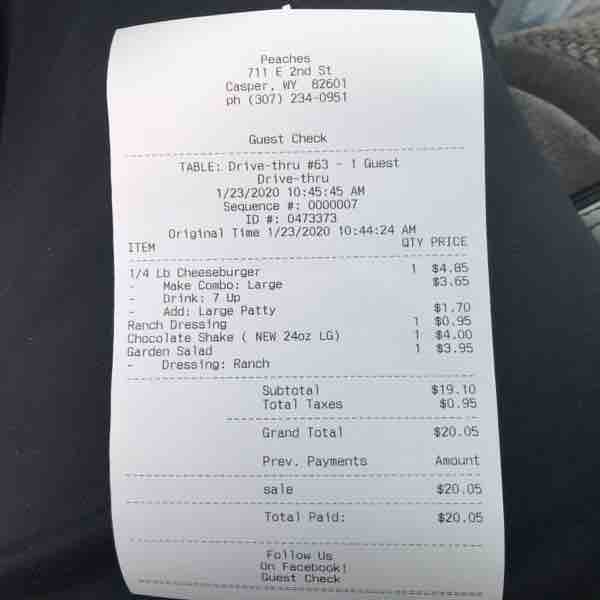 Peaches
711 E 2nd St
Casper, WY 82601
ph (307) 234-0951
Guest Check
TABLE: Drive-thru #63 - 1 Guest
Drive-thru
1/23/2020 10:45:45 AM
Sequence #: 0000007
ID #: 0473373
Original Time 1/23/2020 10:44:24 AM
ITEM QTY PRICE
1/4 Lb Cheeseburger 1 $4.85
- Make Combo: Large $3.65
- Drink: 7 Up
- Add: Large Patty $1.70
Ranch Dressing 1 $0.95
Chocolate Shake ( NEW 24oz LG) 1 $4.00
Garden Salad 1 $3.95
- Dressing: Ranch
Subtotal $19.10
Total Taxes $0.95
Grand Total $20.05
Prev. Payments Amount
sale $20.05
Total Paid: $20.05
Follow Us
On Facebook!
Guest Check